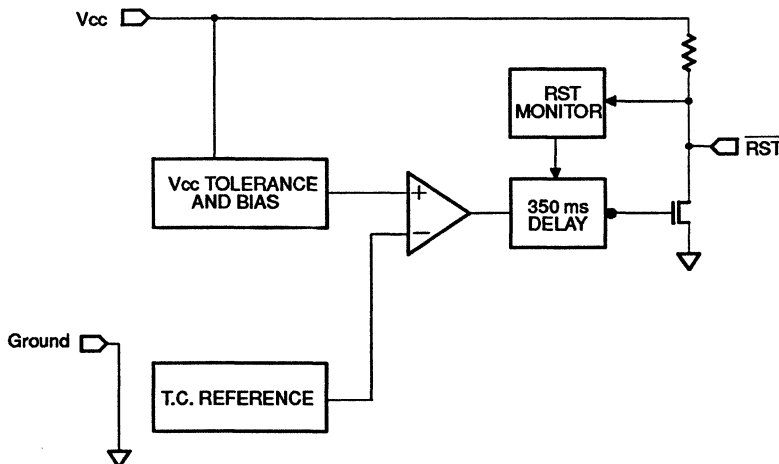 Vcc
RST
MONITOR
RST
Vcc TOLERANCE
AND BIAS
+
−
350 ms
DELAY
Ground
T.C. REFERENCE